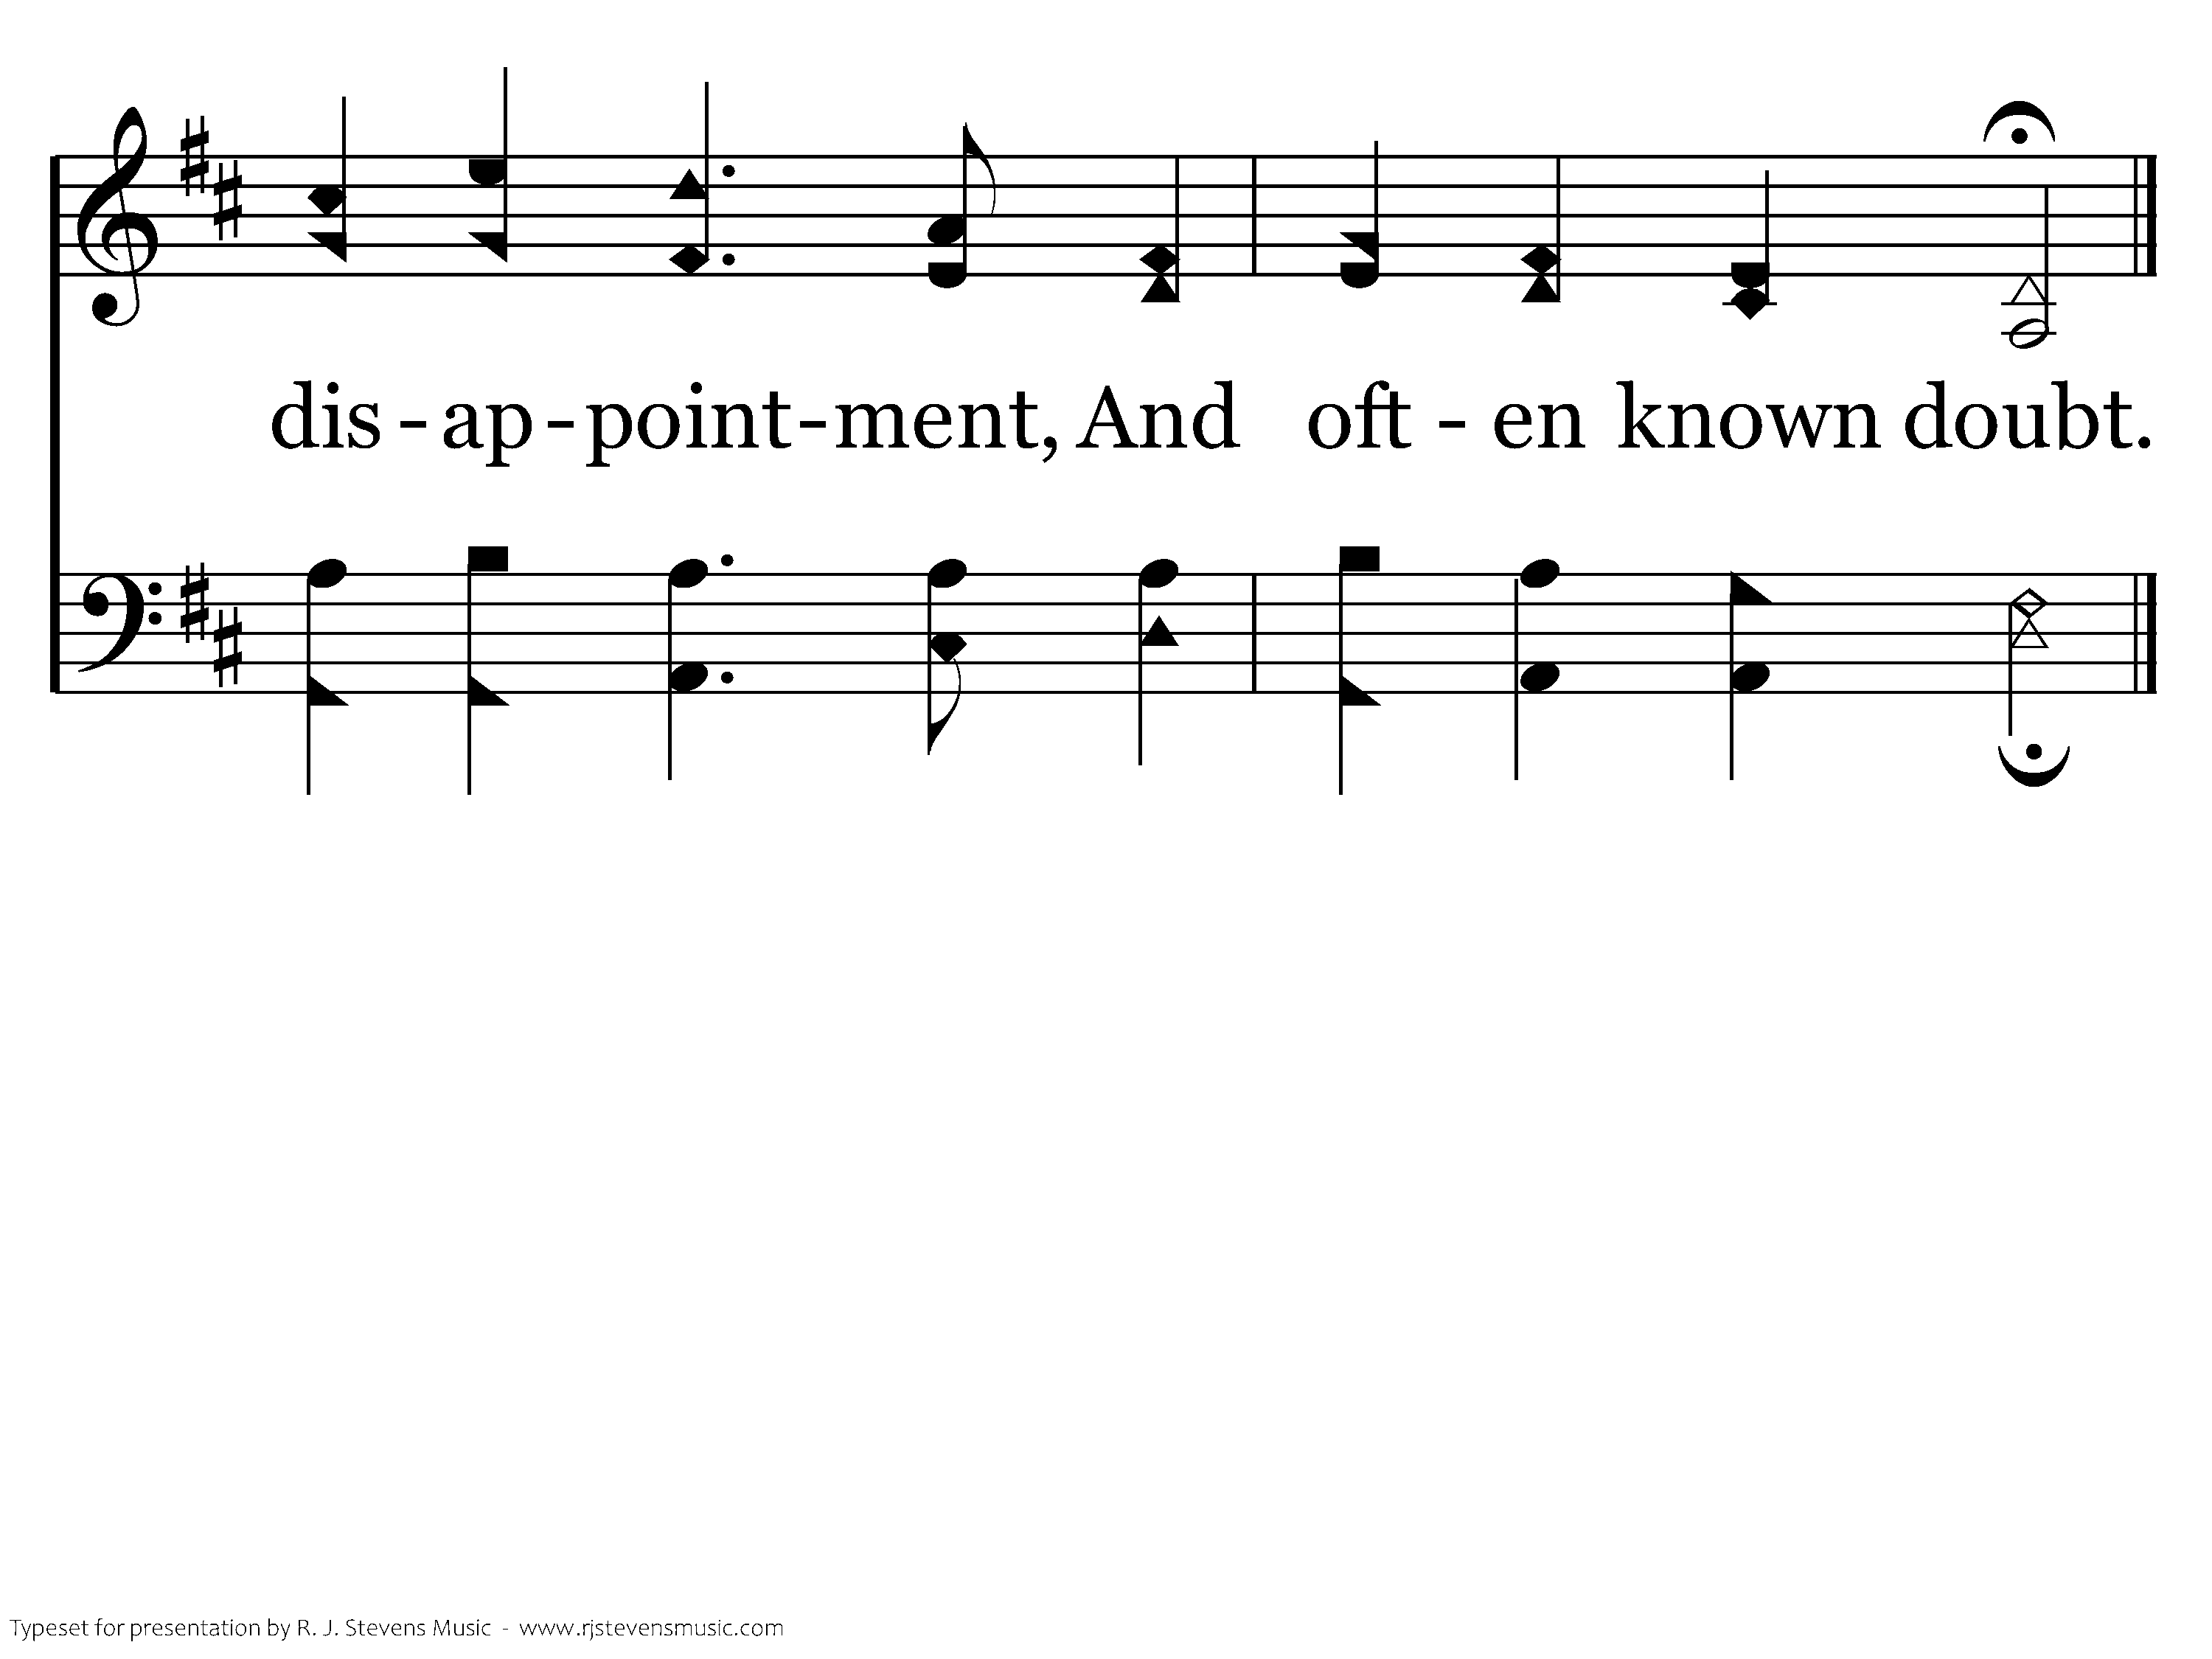 dis - ap - point - ment, And oft - en known doubt.
Typeset for presentation by R. J. Stevens Music - www.rjstevensmusic.com